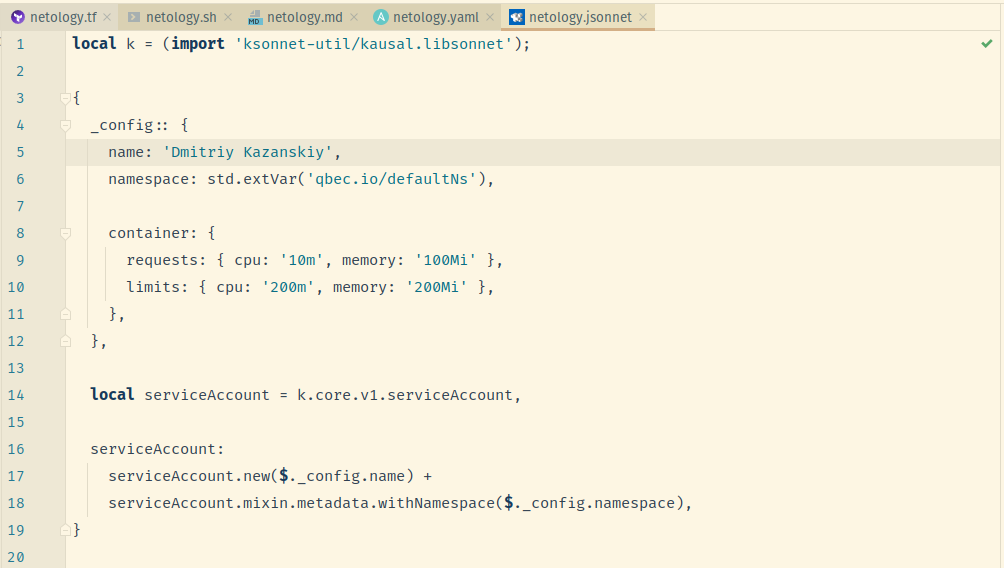 netology.tf netology.sh netology.md netology.yaml netology.jsonnet
1 local k = (import 'ksonnet-util/kausal.libsonnet');
2
3 {
4   _config:: {
5     name: 'Dmitriy Kazanskiy',
6     namespace: std.extVar('qbec.io/defaultNs'),
7
8     container: {
9       requests: { cpu: '10m', memory: '100Mi' },
10       limits: { cpu: '200m', memory: '200Mi' },
11     },
12   },
13
14   local serviceAccount = k.core.v1.serviceAccount,
15
16   serviceAccount:
17     serviceAccount.new($._config.name) +
18     serviceAccount.mixin.metadata.withNamespace($._config.namespace),
19 }
20